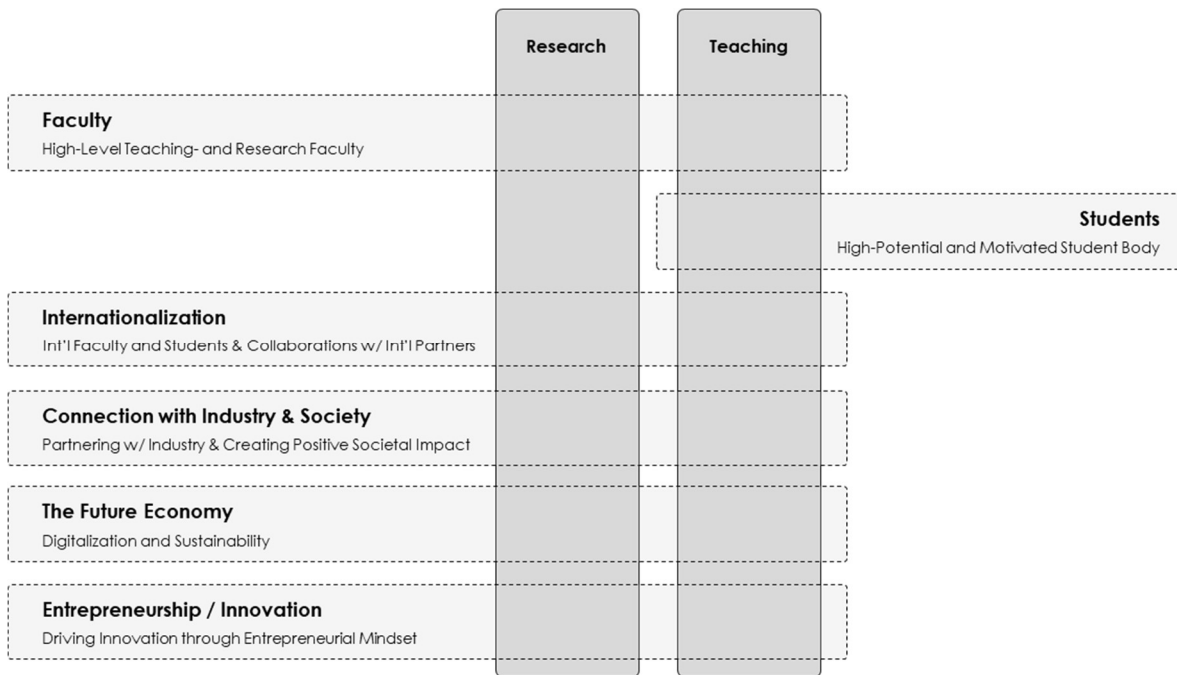 Research
Teaching
Faculty
High-Level Teaching- and Research Faculty
Students
High-Potential and Motivated Student Body
Internationalization
Int'l Faculty and Students & Collaborations w/ Int'l Partners
Connection with Industry & Society
Partnering w/ Industry & Creating Positive Societal Impact
The Future Economy
Digitalization and Sustainability
Entrepreneurship / Innovation
Driving Innovation through Entrepreneurial Mindset